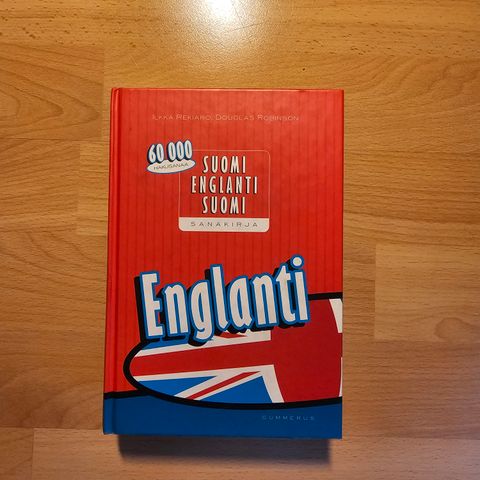 ILKKA REKIARO, DOUGLAS ROBINSON
60 000
HAKUSANAA
SUOMI
ENGLANTI
SUOMI
SANAKIRJA
Englanti
GUMMERUS